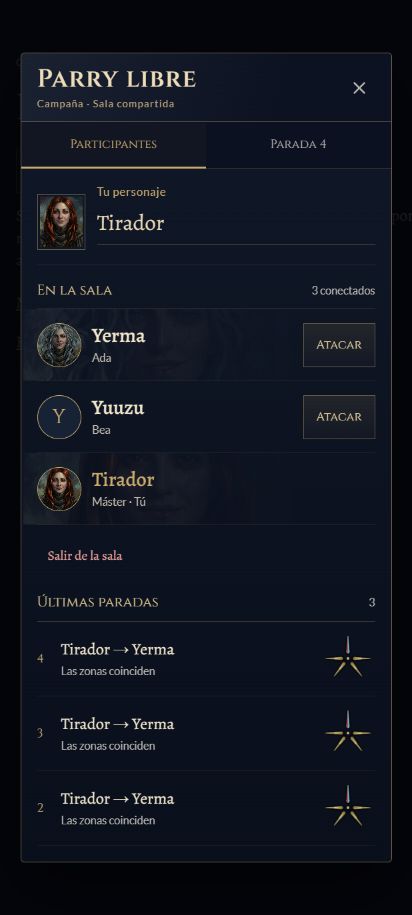 Parry libre
Campaña · Sala compartida
Participantes
Parada 4
Tu personaje
Tirador
En la sala
3 conectados
Yerma
Ada
Atacar
Y
Yuuzu
Bea
Atacar
Tirador
Máster · Tú
Salir de la sala
Últimas paradas
3
4
Tirador → Yerma
Las zonas coinciden
3
Tirador → Yerma
Las zonas coinciden
2
Tirador → Yerma
Las zonas coinciden